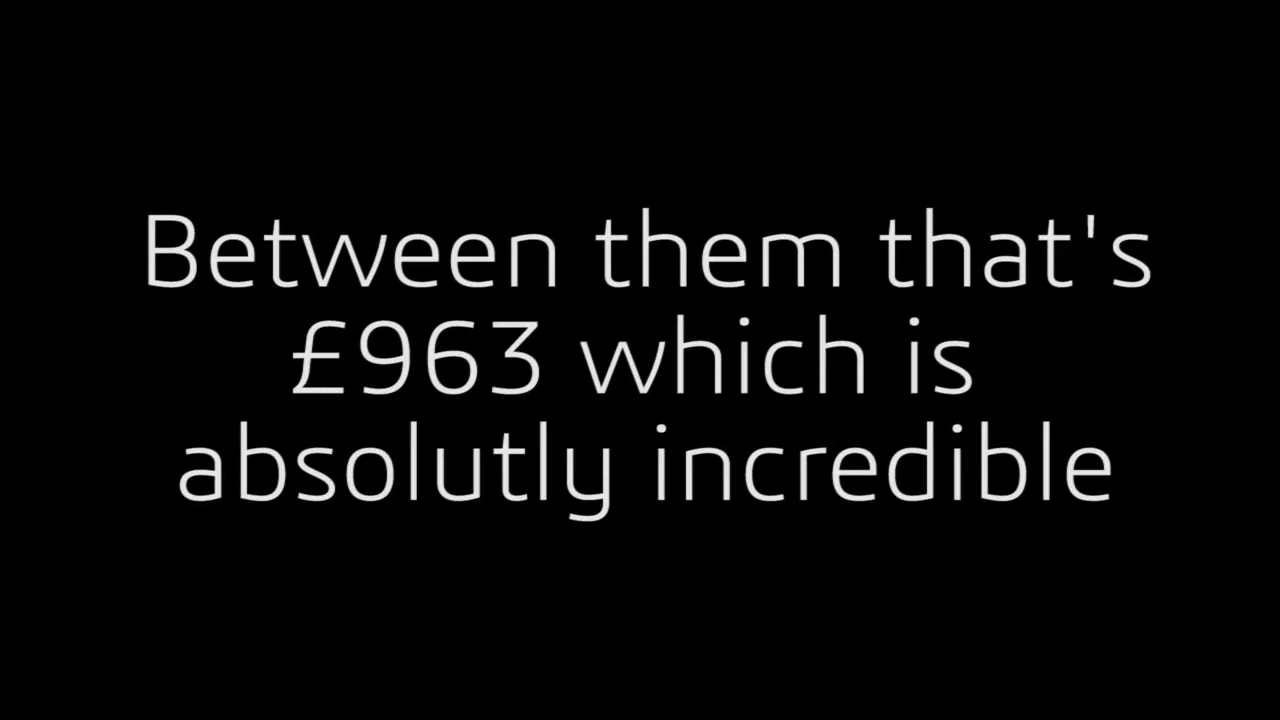 Between them that's
£963 which is
absolutly incredible